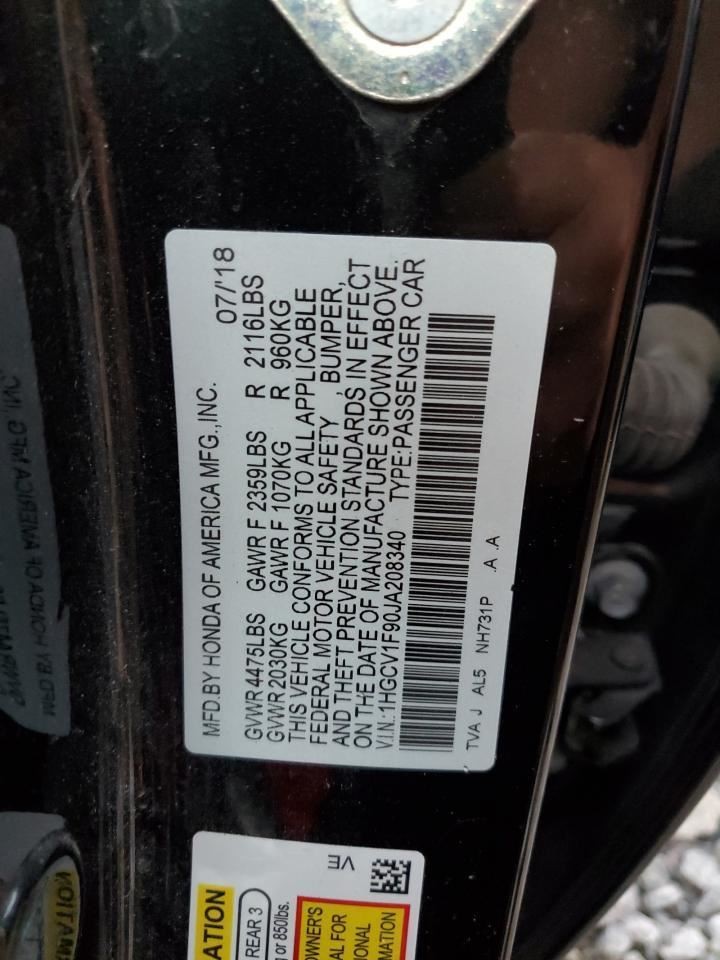 MFD.BY HONDA OF AMERICA MFG.,INC. 07/'18
GVWR 4475LBS GAWR F 2359LBS R 2116LBS
GVWR 2030KG GAWR F 1070KG R 960KG
THIS VEHICLE CONFORMS TO ALL APPLICABLE
FEDERAL MOTOR VEHICLE SAFETY , BUMPER,
AND THEFT PREVENTION STANDARDS IN EFFECT
ON THE DATE OF MANUFACTURE SHOWN ABOVE.
V.I.N.:1HGCV1F90JA208340 TYPE:PASSENGER CAR
TVA J AL5 NH731P .A .A
ATION
REAR 3
or 850lbs.
VE
OWNER'S
AL FOR
IONAL
RMATION